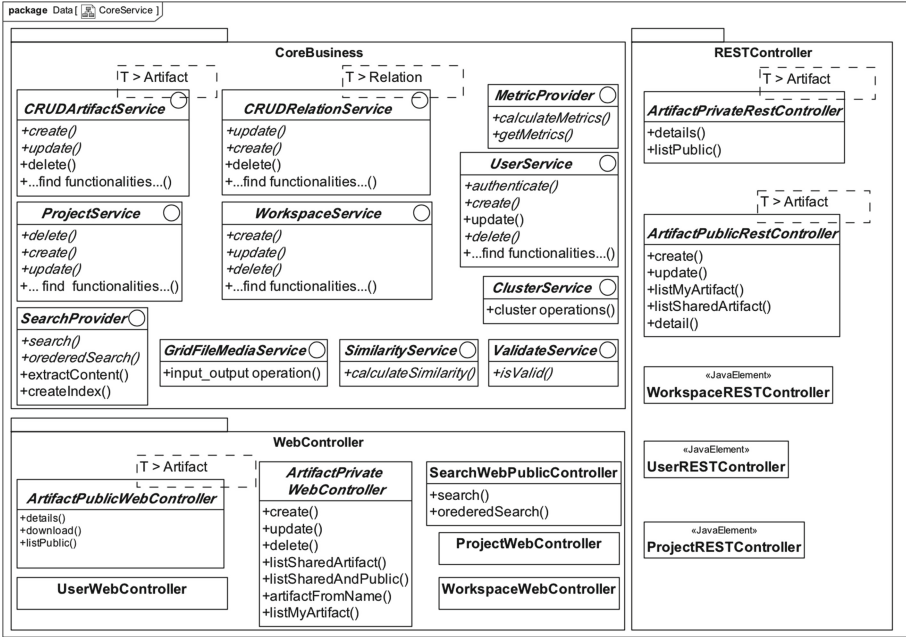 package Data [ CoreService ]
CoreBusiness
T > Artifact
CRUDArtifactService
+create()
+update()
+delete()
+...find functionalities...()
T > Relation
CRUDRelationService
+update()
+create()
+delete()
+...find functionalities...()
MetricProvider
+calculateMetrics()
+getMetrics()
UserService
+authenticate()
+create()
+update()
+delete()
+...find functionalities...()
ProjectService
+delete()
+create()
+update()
+... find functionalities...()
WorkspaceService
+create()
+update()
+delete()
+...find functionalities...()
ClusterService
+cluster operations()
SearchProvider
+search()
+orederedSearch()
+extractContent()
+createIndex()
GridFileMediaService
+input_output operation()
SimilarityService
+calculateSimilarity()
ValidateService
+isValid()
WebController
T > Artifact
ArtifactPublicWebController
+details()
+download()
+listPublic()
UserWebController
ArtifactPrivate
WebController
+create()
+update()
+delete()
+listSharedArtifact()
+listSharedAndPublic()
+artifactFromName()
+listMyArtifact()
SearchWebPublicController
+search()
+orederedSearch()
ProjectWebController
WorkspaceWebController
RESTController
T > Artifact
ArtifactPrivateRestController
+details()
+listPublic()
T > Artifact
ArtifactPublicRestController
+create()
+update()
+listMyArtifact()
+listSharedArtifact()
+detail()
«JavaElement»
WorkspaceRESTController
«JavaElement»
UserRESTController
«JavaElement»
ProjectRESTController